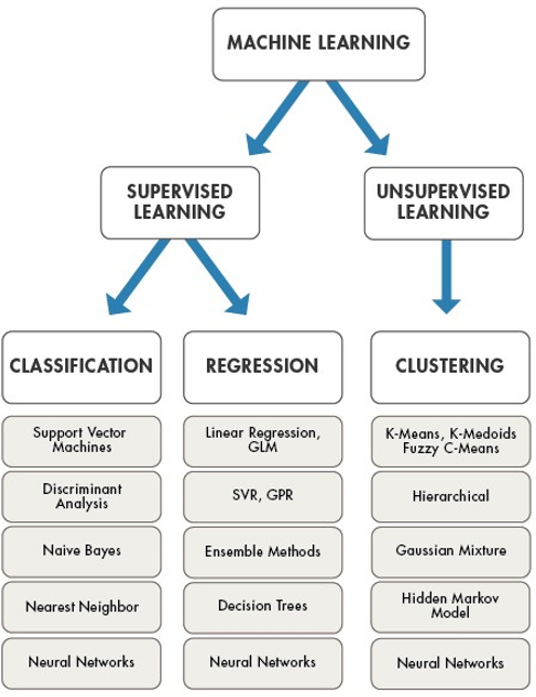 MACHINE LEARNING
SUPERVISED
LEARNING
UNSUPERVISED
LEARNING
CLASSIFICATION
Support Vector
Machines
Discriminant
Analysis
Naive Bayes
Nearest Neighbor
Neural Networks
REGRESSION
Linear Regression,
GLM
SVR, GPR
Ensemble Methods
Decision Trees
Neural Networks
CLUSTERING
K-Means, K-Medoids
Fuzzy C-Means
Hierarchical
Gaussian Mixture
Hidden Markov
Model
Neural Networks